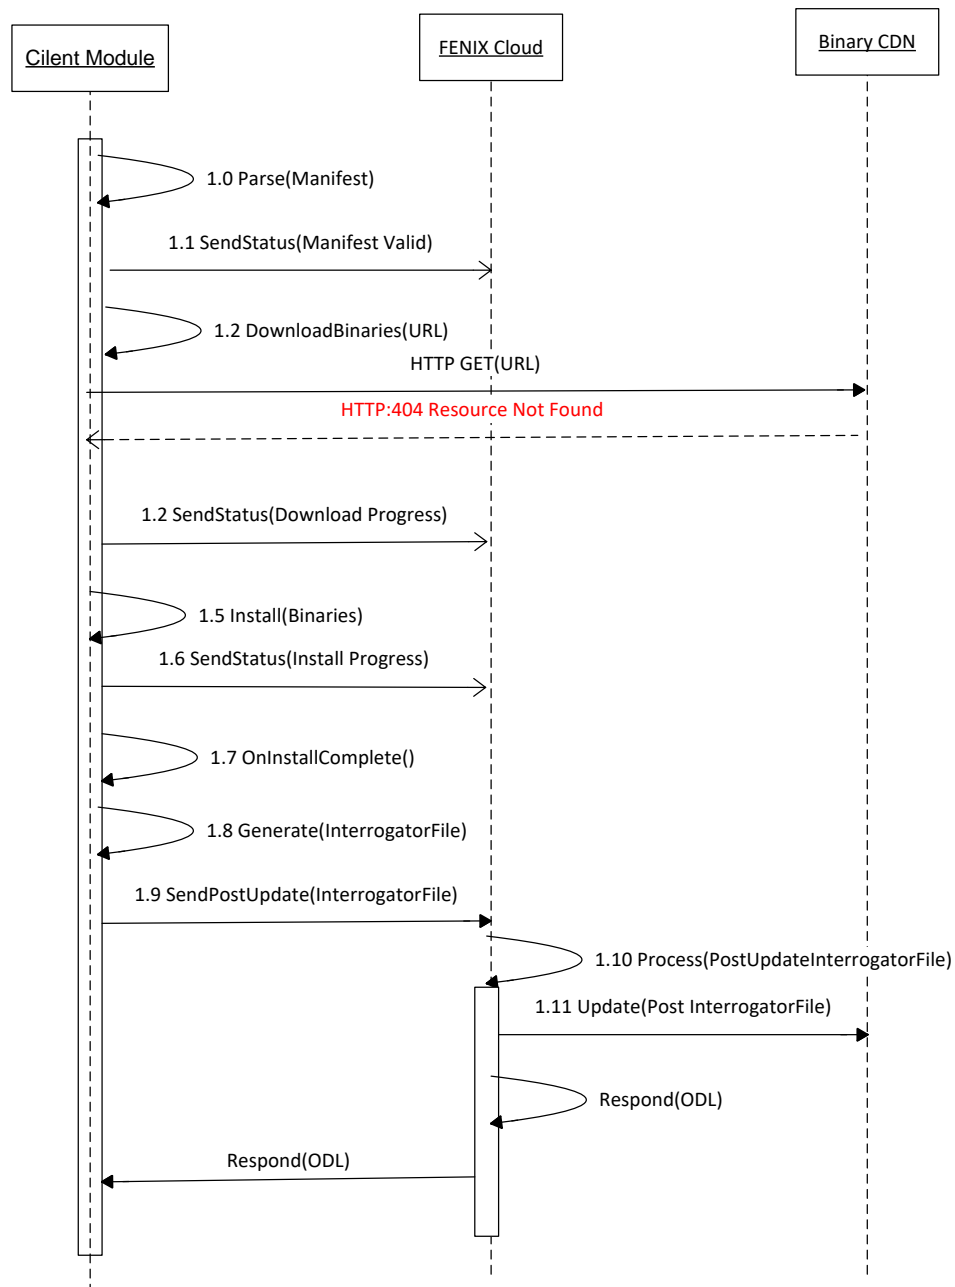 Cilent Module
FENIX Cloud
Binary CDN
1.0 Parse(Manifest)
1.1 SendStatus(Manifest Valid)
1.2 DownloadBinaries(URL)
HTTP GET(URL)
HTTP:404 Resource Not Found
1.2 SendStatus(Download Progress)
1.5 Install(Binaries)
1.6 SendStatus(Install Progress)
1.7 OnInstallComplete()
1.8 Generate(InterrogatorFile)
1.9 SendPostUpdate(InterrogatorFile)
1.10 Process(PostUpdateInterrogatorFile)
1.11 Update(Post InterrogatorFile)
Respond(ODL)
Respond(ODL)